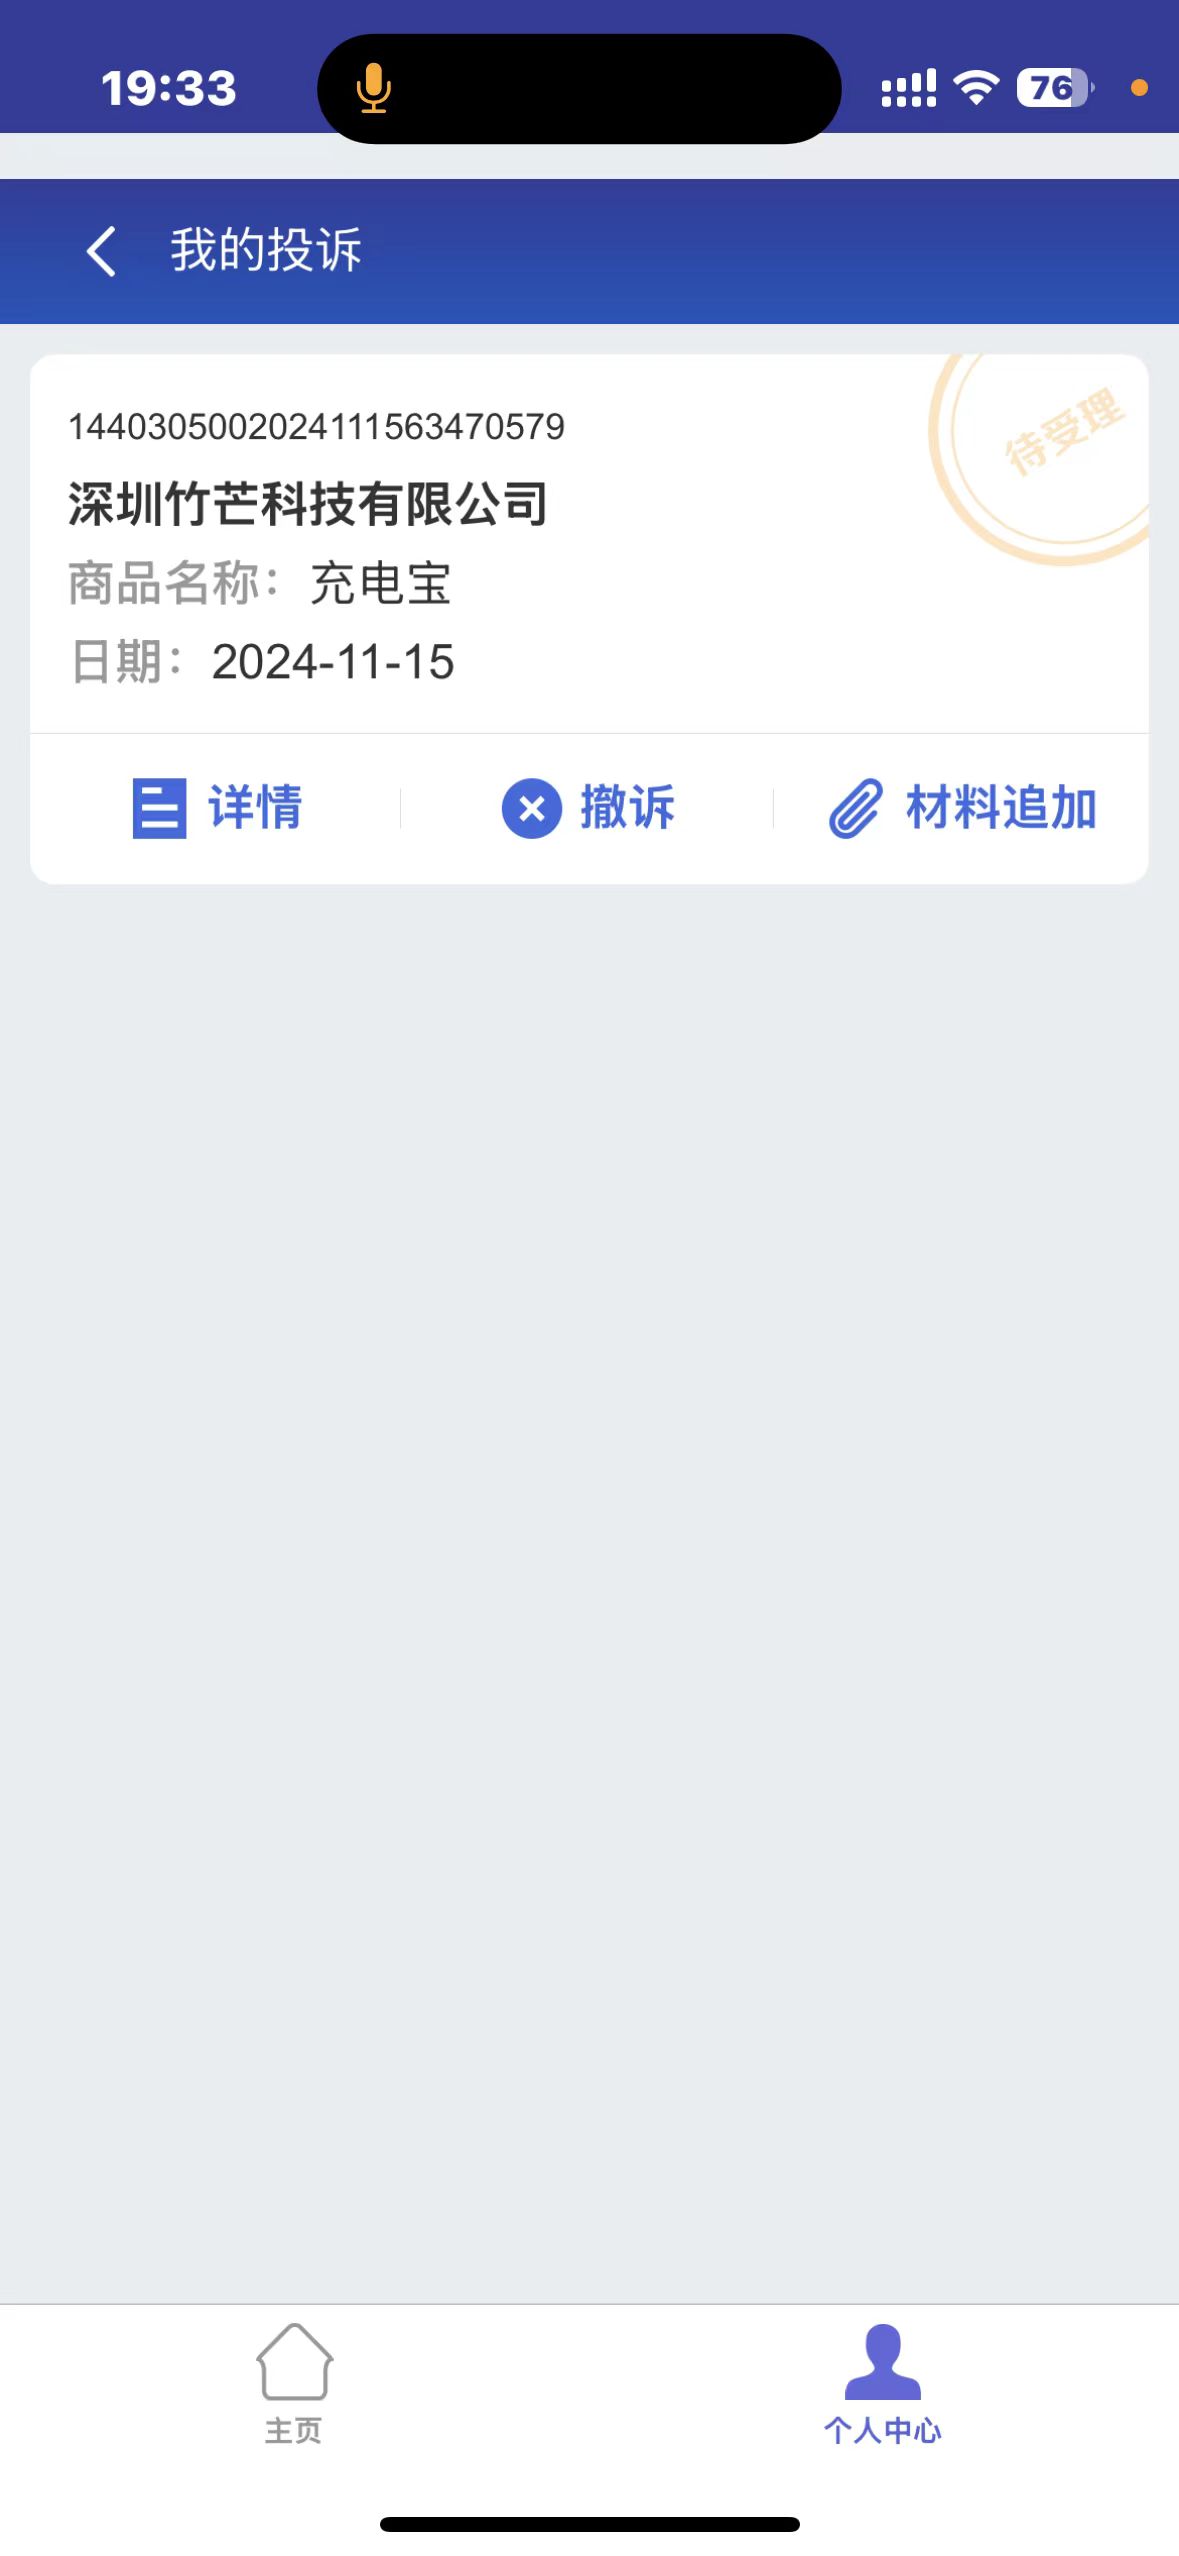 19:33
76
我的投诉
1440305002024111563470579
待受理
深圳竹芒科技有限公司
商品名称：充电宝
日期：2024-11-15
详情
撤诉
材料追加
主页
个人中心